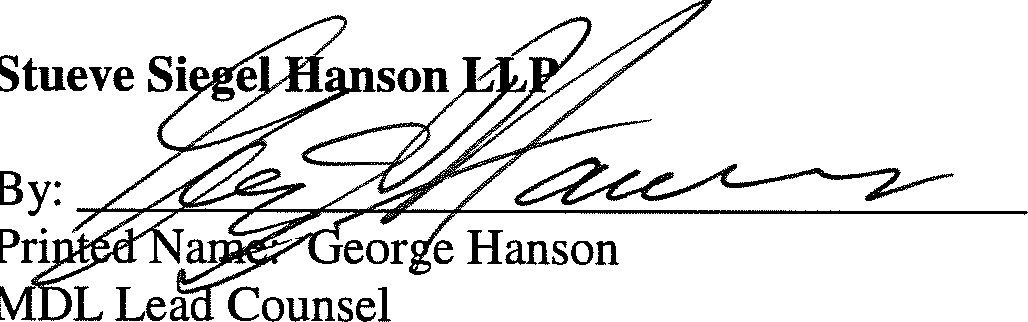 Stueve Siegel Hanson LLP
By:
Printed Name: George Hanson
MDL Lead Counsel